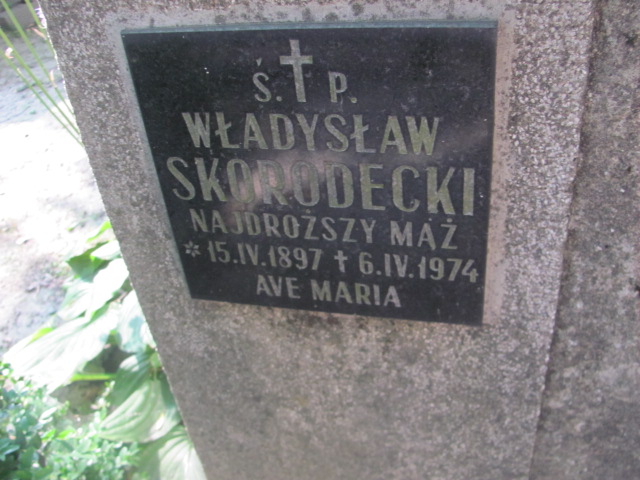 Ś. P.
WŁADYSŁAW
SKORODECKI
NAJDROŻSZY MĄŻ
* 15.IV.1897 † 6.IV.1974
AVE MARIA